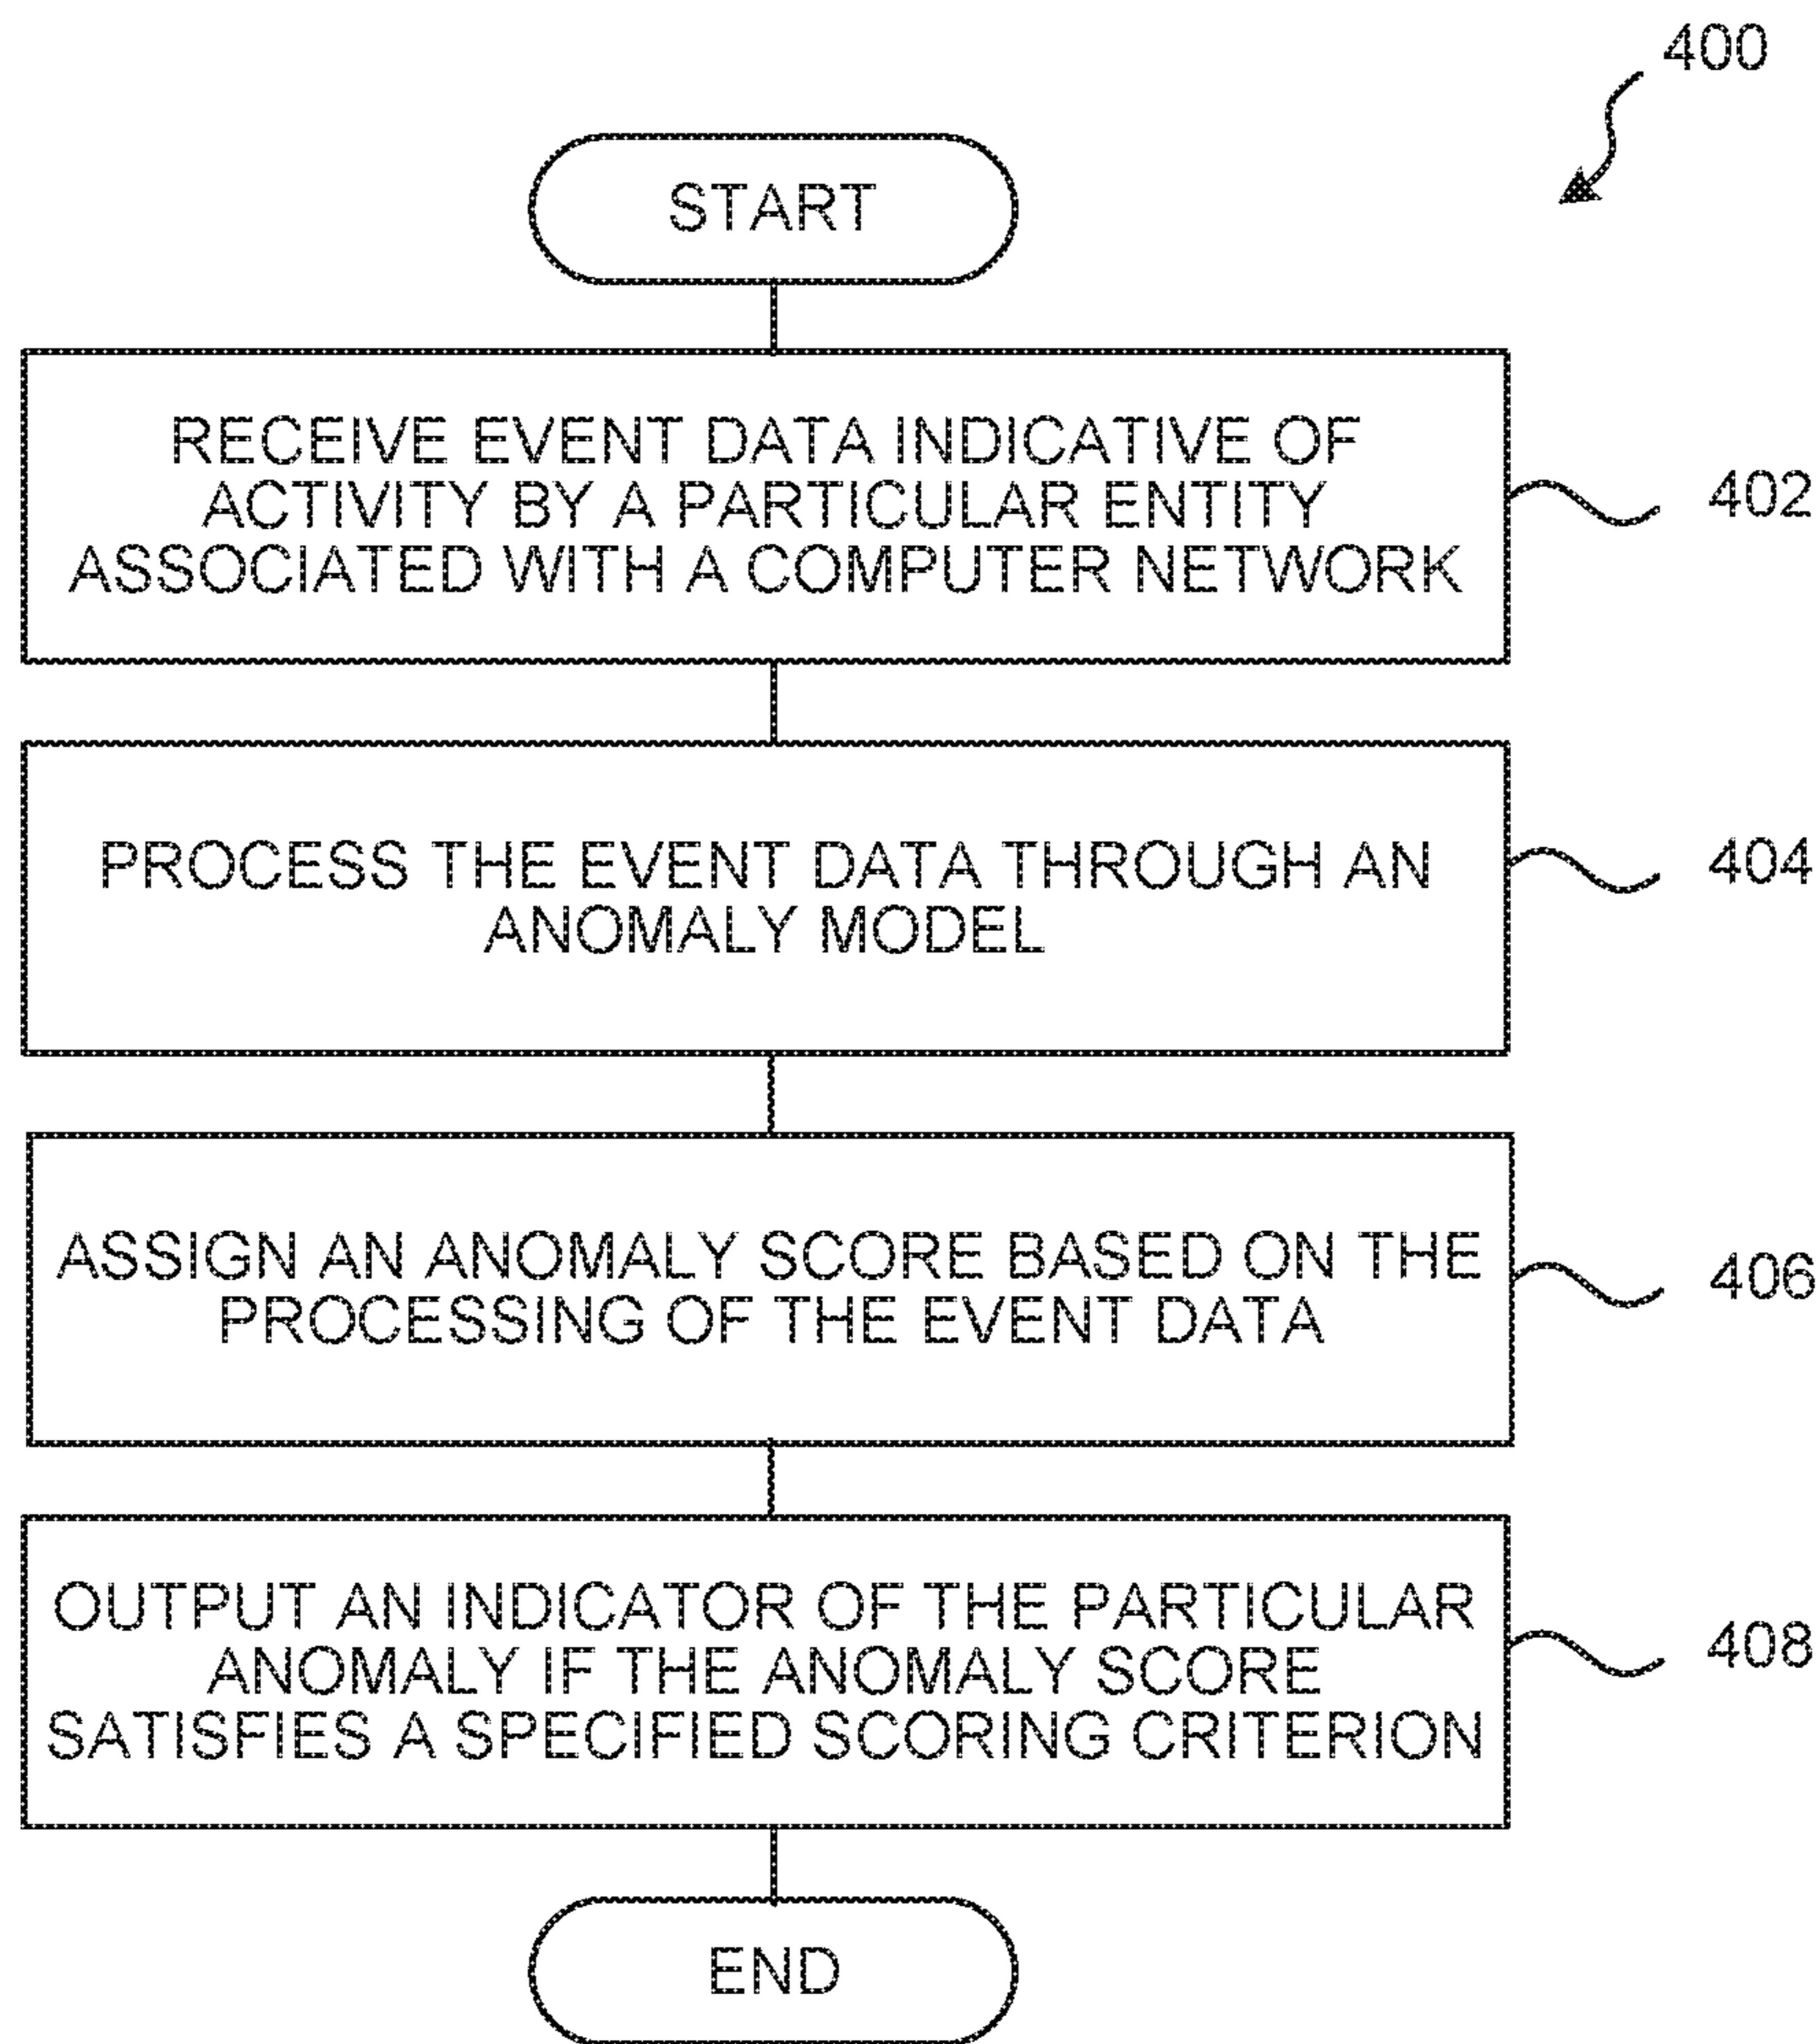 400
START
RECEIVE EVENT DATA INDICATIVE OF
ACTIVITY BY A PARTICULAR ENTITY
ASSOCIATED WITH A COMPUTER NETWORK
402
PROCESS THE EVENT DATA THROUGH AN
ANOMALY MODEL
404
ASSIGN AN ANOMALY SCORE BASED ON THE
PROCESSING OF THE EVENT DATA
406
OUTPUT AN INDICATOR OF THE PARTICULAR
ANOMALY IF THE ANOMALY SCORE
SATISFIES A SPECIFIED SCORING CRITERION
408
END